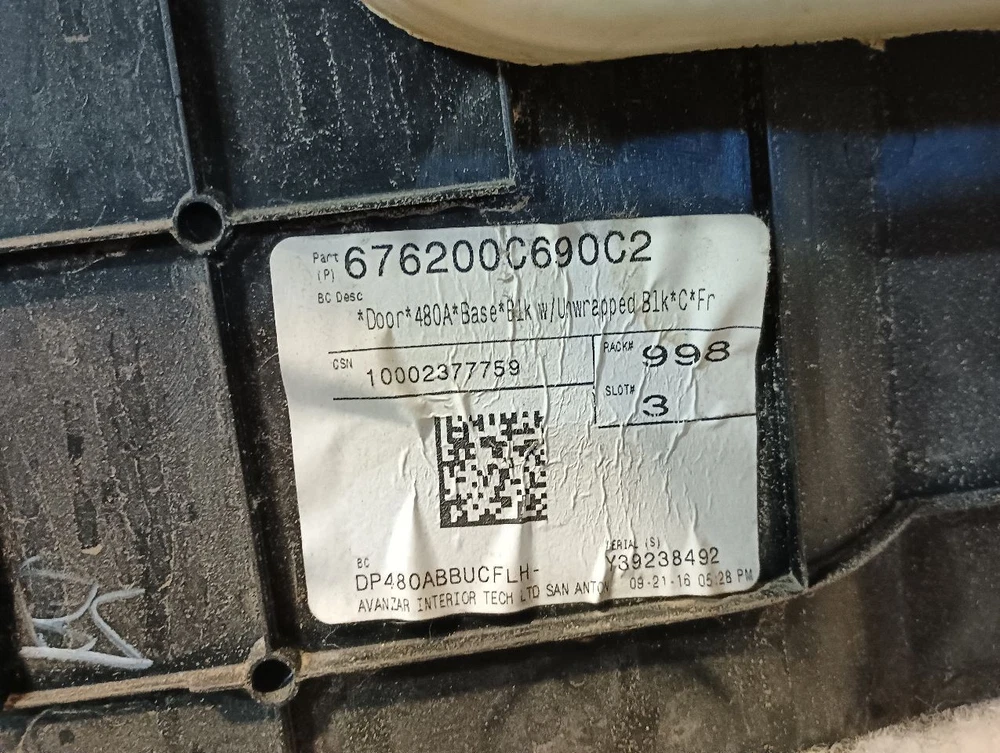 Part (P) 676200C690C2
BC Desc
*Door*480A*Base*Blk w/Unwrapped Blk*C*Fr
CSN 10002377759
RACK# 998
SLOT# 3
BC
DP480ABBUCFLH-
SERIAL (S)
Y39238492
AVANZAR INTERIOR TECH LTD SAN ANTON
09-21-16 05:28 PM